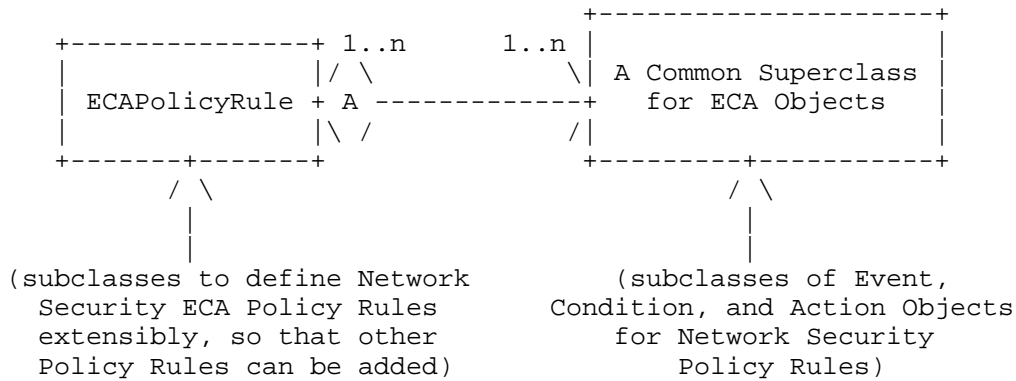 1..n 1..n
A Common Superclass
ECAPolicyRule A for ECA Objects
(subclasses to define Network (subclasses of Event,
Security ECA Policy Rules Condition, and Action Objects
extensibly, so that other for Network Security
Policy Rules can be added) Policy Rules)